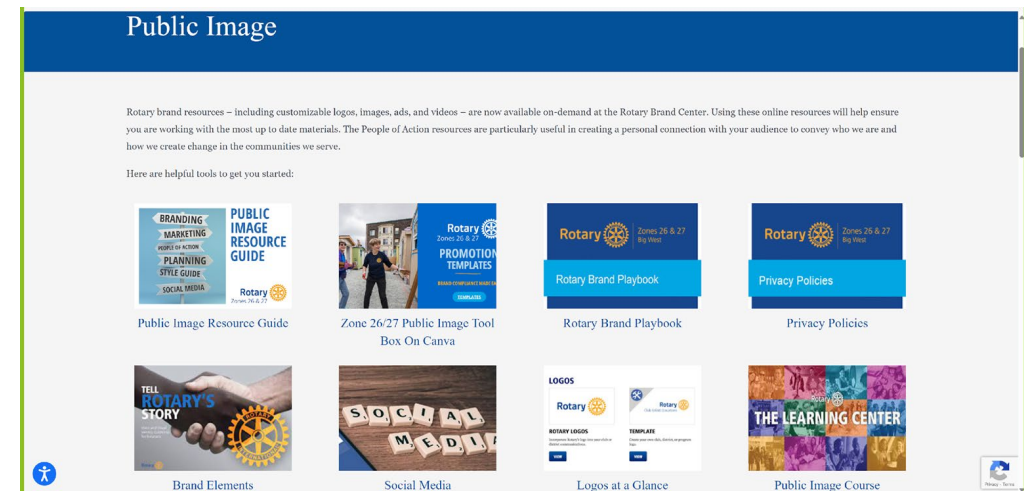 Public Image
Rotary brand resources – including customizable logos, images, ads, and videos – are now available on-demand at the Rotary Brand Center. Using these online resources will help ensure
you are working with the most up to date materials. The People of Action resources are particularly useful in creating a personal connection with your audience to convey who we are and
how we create change in the communities we serve.
Here are helpful tools to get you started:
BRANDING
MARKETING
PEOPLE OF ACTION
PLANNING
STYLE GUIDE
SOCIAL MEDIA
PUBLIC
IMAGE
RESOURCE
GUIDE
Rotary
Zones 26 & 27
Public Image Resource Guide
Rotary
Zones 26 & 27
PROMOTION
TEMPLATES
TEMPLATES
Zone 26/27 Public Image Tool
Box On Canva
Rotary
Zones 26 & 27
Big West
Rotary Brand Playbook
Rotary Brand Playbook
Rotary
Zones 26 & 27
Big West
Privacy Policies
Privacy Policies
TELL
ROTARY'S
STORY
ROTARY
INTERNATIONAL
Rotary
Brand Elements
SOCIAL
MEDIA
Social Media
LOGOS
Rotary
ROTARY LOGOS
VIEW
Rotary
TEMPLATE
VIEW
Logos at a Glance
Rotary
THE LEARNING CENTER
Public Image Course
Privacy - Terms